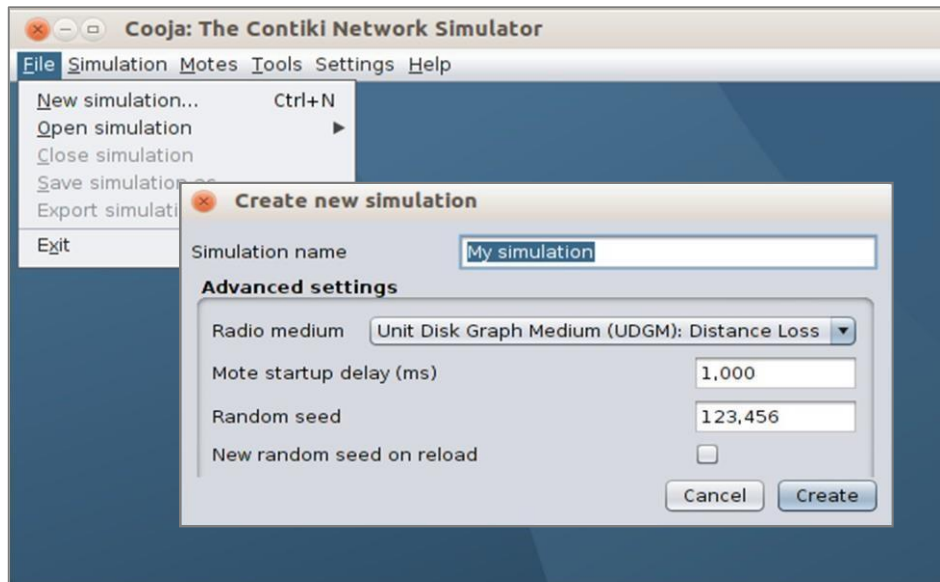 Cooja: The Contiki Network Simulator
File Simulation Motes Tools Settings Help
New simulation... Ctrl+N
Open simulation
Close simulation
Save simulation as
Export simulati
Exit
Create new simulation
Simulation name My simulation
Advanced settings
Radio medium Unit Disk Graph Medium (UDGM): Distance Loss
Mote startup delay (ms) 1,000
Random seed 123,456
New random seed on reload
Cancel Create